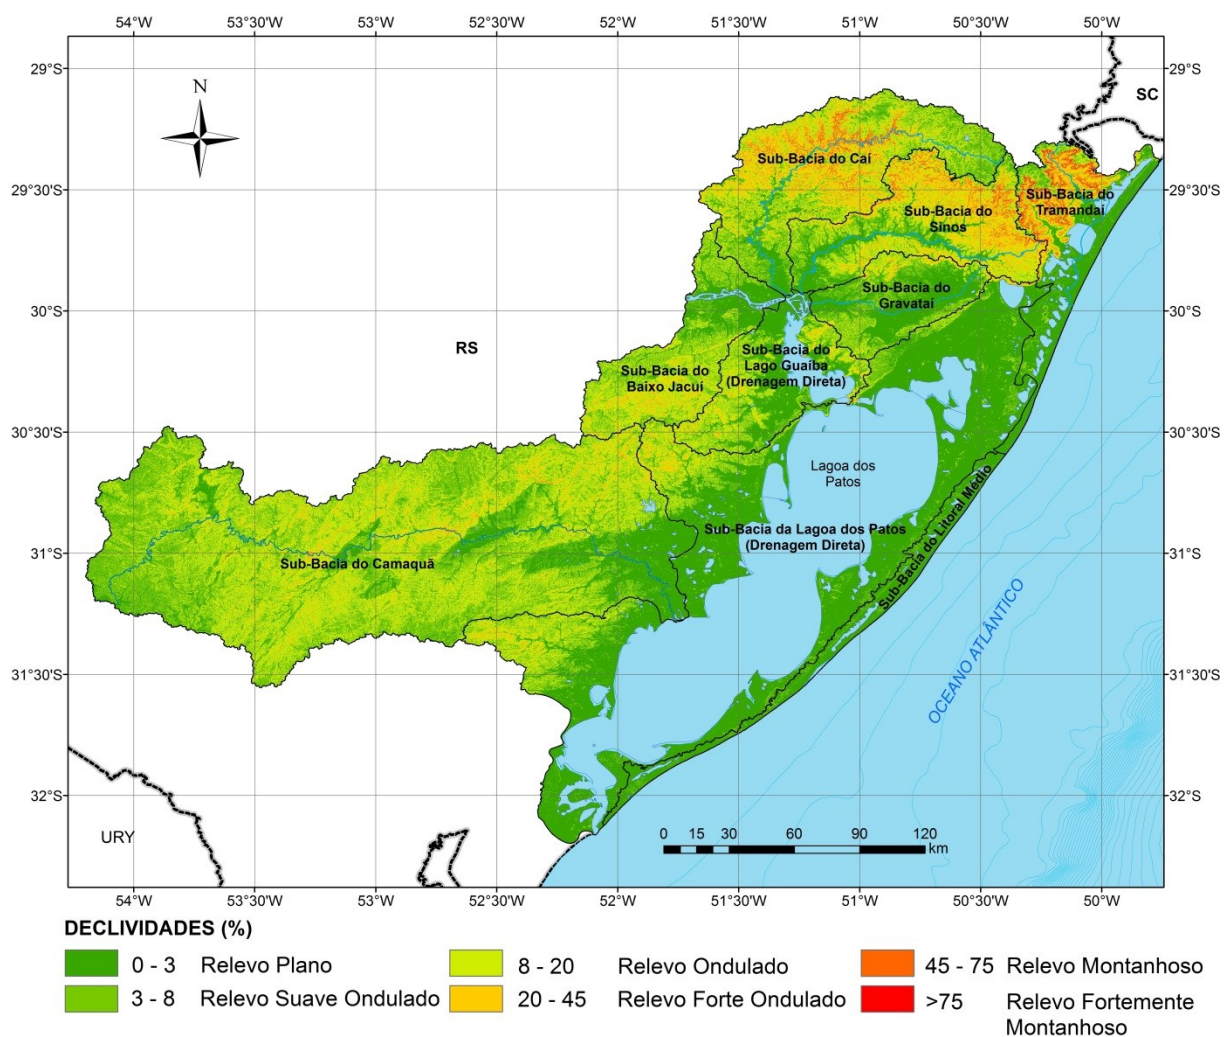 54°W 53°30'W 53°W 52°30'W 52°W 51°30'W 51°W 50°30'W 50°W
29°S 29°S
N
SC
Sub-Bacia do Caí
29°30'S 29°30'S
Sub-Bacia do
Tramandaí
Sub-Bacia do
Sinos
Sub-Bacia do
Gravataí
30°S 30°S
RS
Sub-Bacia do
Lago Guaíba
(Drenagem Direta)
Sub-Bacia do
Baixo Jacuí
30°30'S 30°30'S
Lagoa dos
Patos
Sub-Bacia da Lagoa dos Patos
(Drenagem Direta)
Sub-Bacia do Litoral Médio
31°S 31°S
Sub-Bacia do Camaquã
OCEANO ATLÂNTICO
31°30'S 31°30'S
32°S 32°S
URY
0 15 30 60 90 120
km
54°W 53°30'W 53°W 52°30'W 52°W 51°30'W 51°W 50°30'W 50°W
DECLIVIDADES (%)
0 - 3 Relevo Plano
3 - 8 Relevo Suave Ondulado
8 - 20 Relevo Ondulado
20 - 45 Relevo Forte Ondulado
45 - 75 Relevo Montanhoso
>75 Relevo Fortemente
Montanhoso